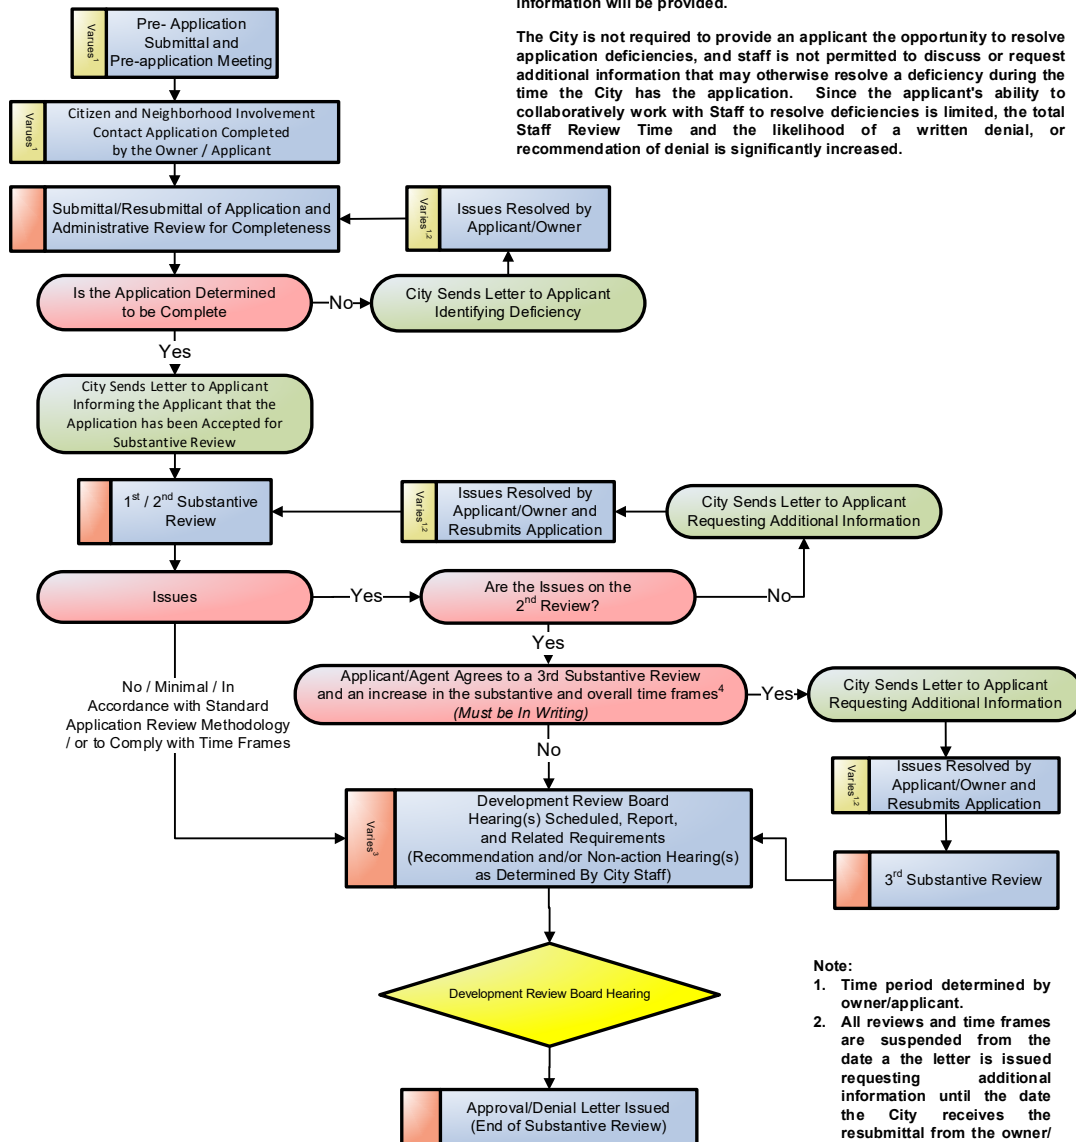 information will be provided.
The City is not required to provide an applicant the opportunity to resolve
application deficiencies, and staff is not permitted to discuss or request
additional information that may otherwise resolve a deficiency during the
time the City has the application. Since the applicant's ability to
collaboratively work with Staff to resolve deficiencies is limited, the total
Staff Review Time and the likelihood of a written denial, or
recommendation of denial is significantly increased.
Varues1
Pre- Application
Submittal and
Pre-application Meeting
Varues1
Citizen and Neighborhood Involvement
Contact Application Completed
by the Owner / Applicant
Submittal/Resubmittal of Application and
Administrative Review for Completeness
Varies1,2
Issues Resolved by
Applicant/Owner
Is the Application Determined
to be Complete
No
City Sends Letter to Applicant
Identifying Deficiency
Yes
City Sends Letter to Applicant
Informing the Applicant that the
Application has been Accepted for
Substantive Review
1st / 2nd Substantive
Review
Varies1,2
Issues Resolved by
Applicant/Owner and
Resubmits Application
City Sends Letter to Applicant
Requesting Additional Information
Issues
Yes
Are the Issues on the
2nd Review?
No
Yes
No / Minimal / In
Accordance with Standard
Application Review Methodology
/ or to Comply with Time Frames
Applicant/Agent Agrees to a 3rd Substantive Review
and an increase in the substantive and overall time frames4
(Must be In Writing)
Yes
City Sends Letter to Applicant
Requesting Additional Information
No
Varies1,2
Issues Resolved by
Applicant/Owner and
Resubmits Application
Varies3
Development Review Board
Hearing(s) Scheduled, Report,
and Related Requirements
(Recommendation and/or Non-action Hearing(s)
as Determined By City Staff)
3rd Substantive Review
Development Review Board Hearing
Approval/Denial Letter Issued
(End of Substantive Review)
Note:
1. Time period determined by
owner/applicant.
2. All reviews and time frames
are suspended from the
date a the letter is issued
requesting additional
information until the date
the City receives the
resubmittal from the owner/